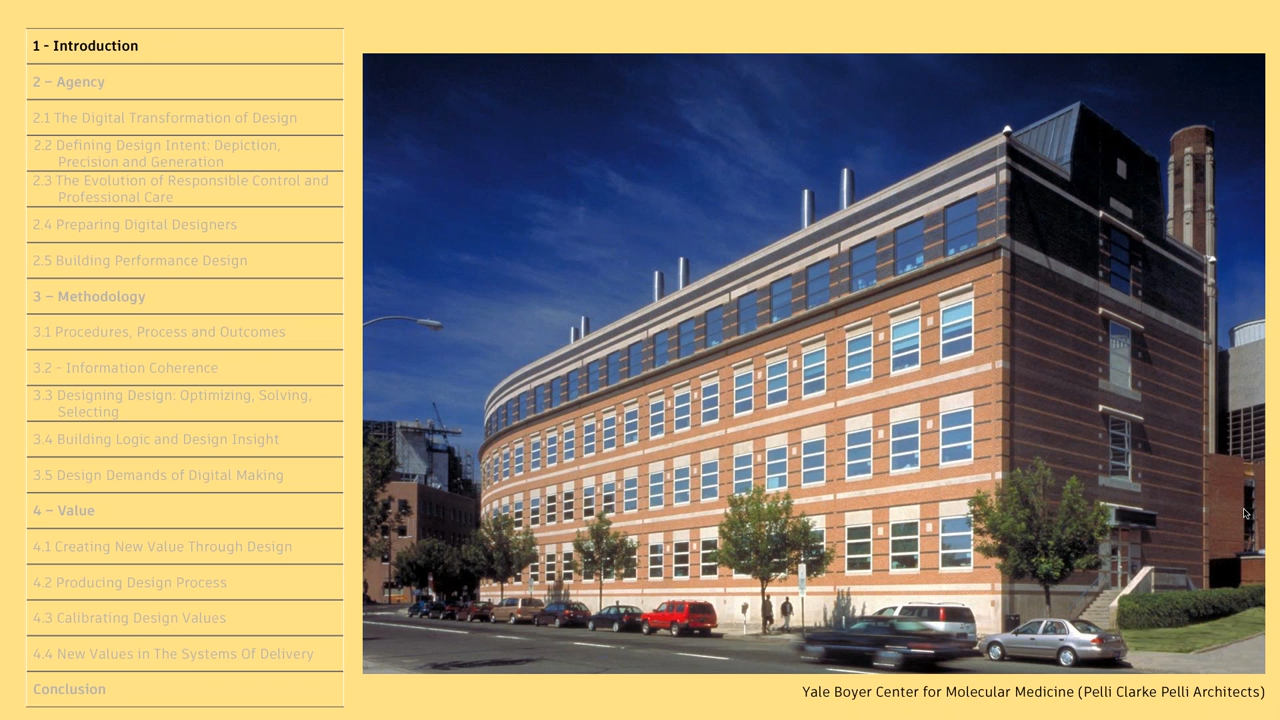 1 - Introduction
2 – Agency
2.1 The Digital Transformation of Design
2.2 Defining Design Intent: Depiction,
Precision and Generation
2.3 The Evolution of Responsible Control and
Professional Care
2.4 Preparing Digital Designers
2.5 Building Performance Design
3 – Methodology
3.1 Procedures, Process and Outcomes
3.2 - Information Coherence
3.3 Designing Design: Optimizing, Solving,
Selecting
3.4 Building Logic and Design Insight
3.5 Design Demands of Digital Making
4 – Value
4.1 Creating New Value Through Design
4.2 Producing Design Process
4.3 Calibrating Design Values
4.4 New Values in The Systems Of Delivery
Conclusion
Yale Boyer Center for Molecular Medicine (Pelli Clarke Pelli Architects)